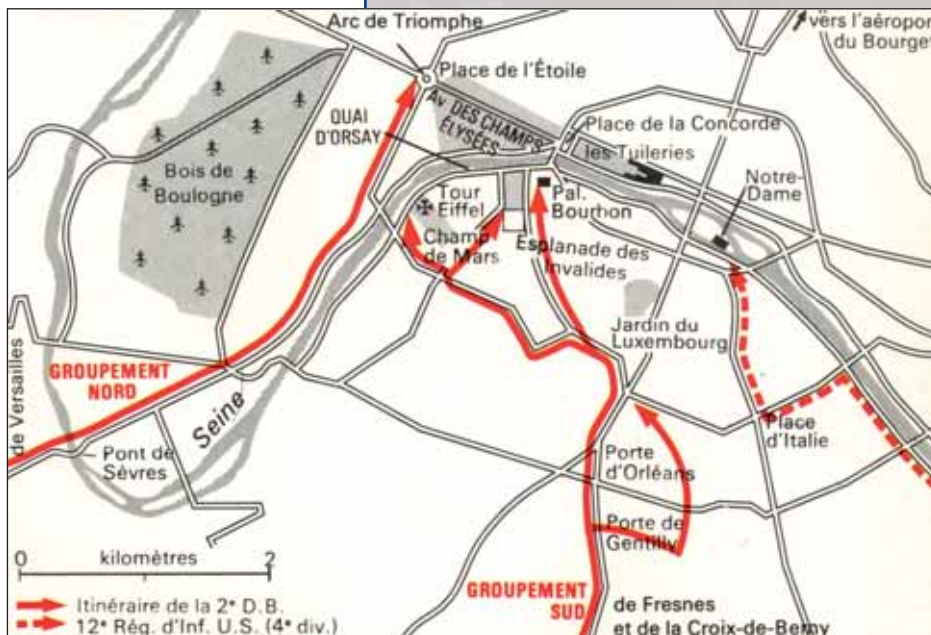 Arc de Triomphe
vers l'aéropor
du Bourget
Place de l'Étoile
Av. DES CHAMPS
ÉLYSÉES
QUAI
D'ORSAY
Place de la Concorde
les Tuileries
Bois de
Boulogne
Tour
Eiffel
Pal.
Bourbon
Notre-
Dame
Champ
de Mars
Esplanade des
Invalides
Jardin du
Luxembourg
GROUPEMENT
NORD
de Versailles
Seine
Pont de
Sèvres
Place
d'Italie
Porte
d'Orléans
Porte de
Gentilly
0 kilomètres 2
GROUPEMENT
SUD
de Fresnes
et de la Croix-de-Berny
Itinéraire de la 2e D.B.
12e Rég. d'Inf. U.S. (4e div.)